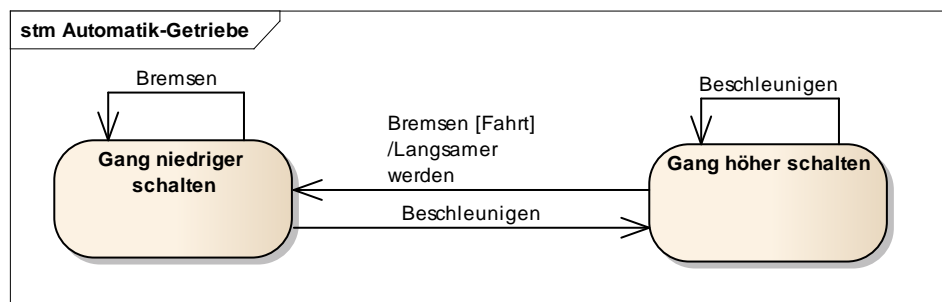 stm Automatik-Getriebe
Bremsen
Beschleunigen
Bremsen [Fahrt]
/Langsamer
werden
Gang niedriger
schalten
Gang höher schalten
Beschleunigen